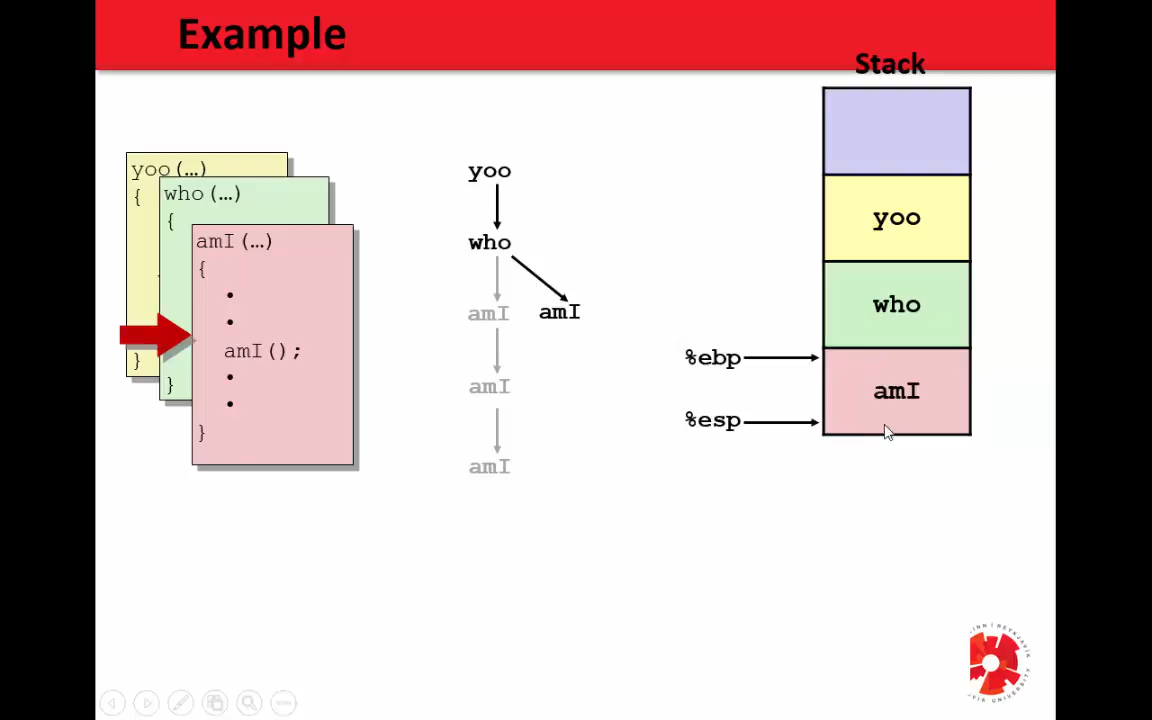 Example
Stack
yoo(…)
{
}
who(…)
{
}
amI(…)
{
•
•
amI();
•
•
}
yoo
who
amI
amI
amI
amI
yoo
who
%ebp
amI
%esp